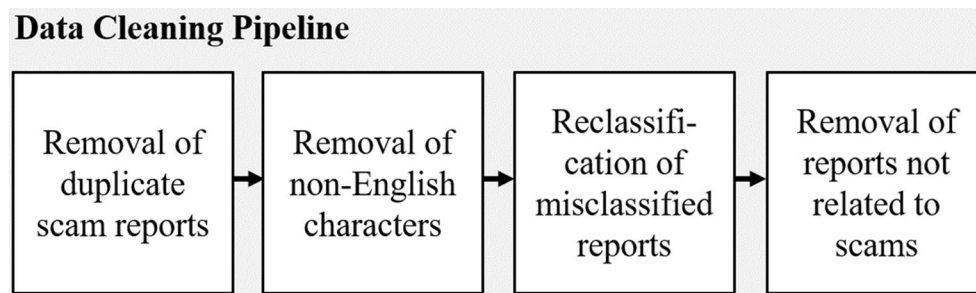 Data Cleaning Pipeline
Removal of
duplicate
scam reports
Removal of
non-English
characters
Reclassifi-
cation of
misclassified
reports
Removal of
reports not
related to
scams